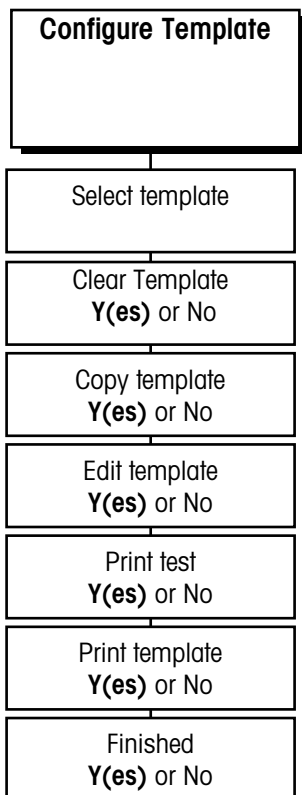 Configure Template
Select template
Clear Template
Y(es) or No
Copy template
Y(es) or No
Edit template
Y(es) or No
Print test
Y(es) or No
Print template
Y(es) or No
Finished
Y(es) or No